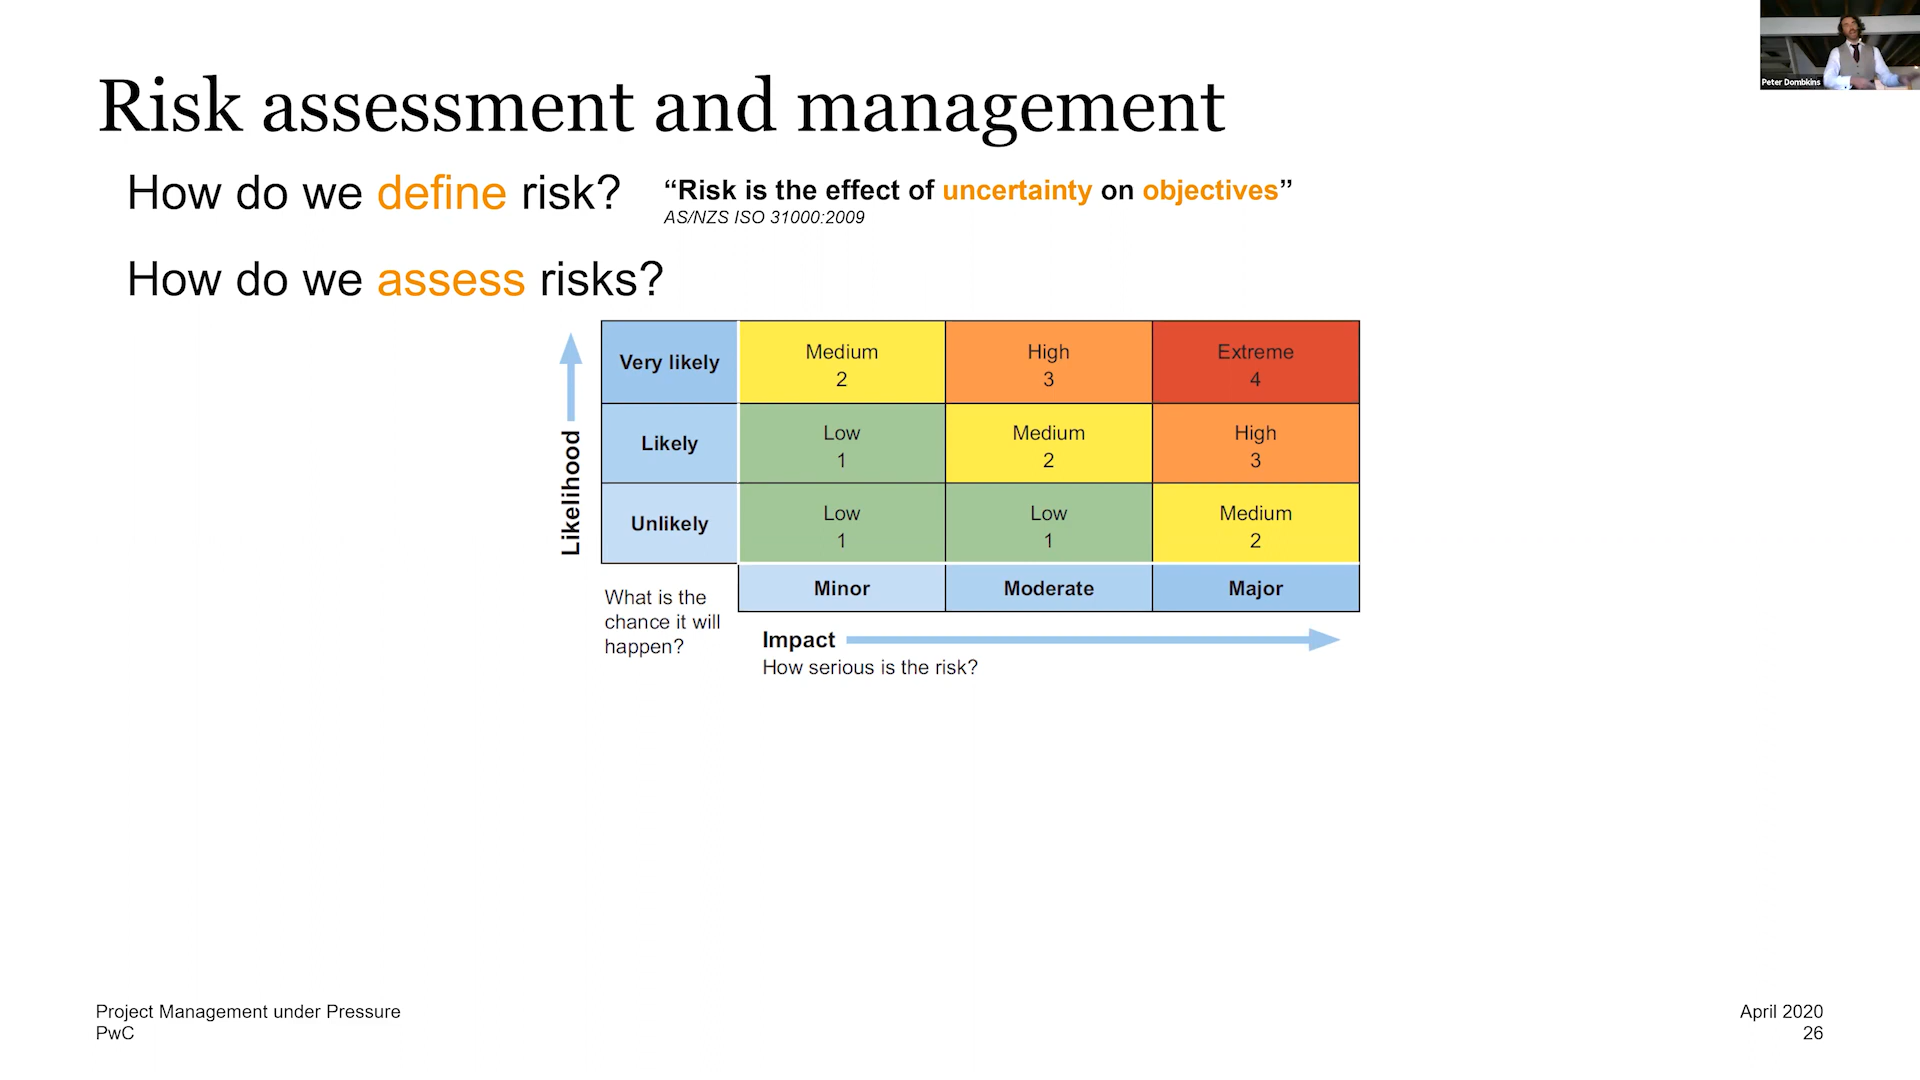 Peter Dombkins
Risk assessment and management
How do we define risk?
“Risk is the effect of uncertainty on objectives”
AS/NZS ISO 31000:2009
How do we assess risks?
Likelihood
Very likely
Medium
2
High
3
Extreme
4
Likely
Low
1
Medium
2
High
3
Unlikely
Low
1
Low
1
Medium
2
Minor
Moderate
Major
What is the
chance it will
happen?
Impact
How serious is the risk?
Project Management under Pressure
PwC
April 2020
26